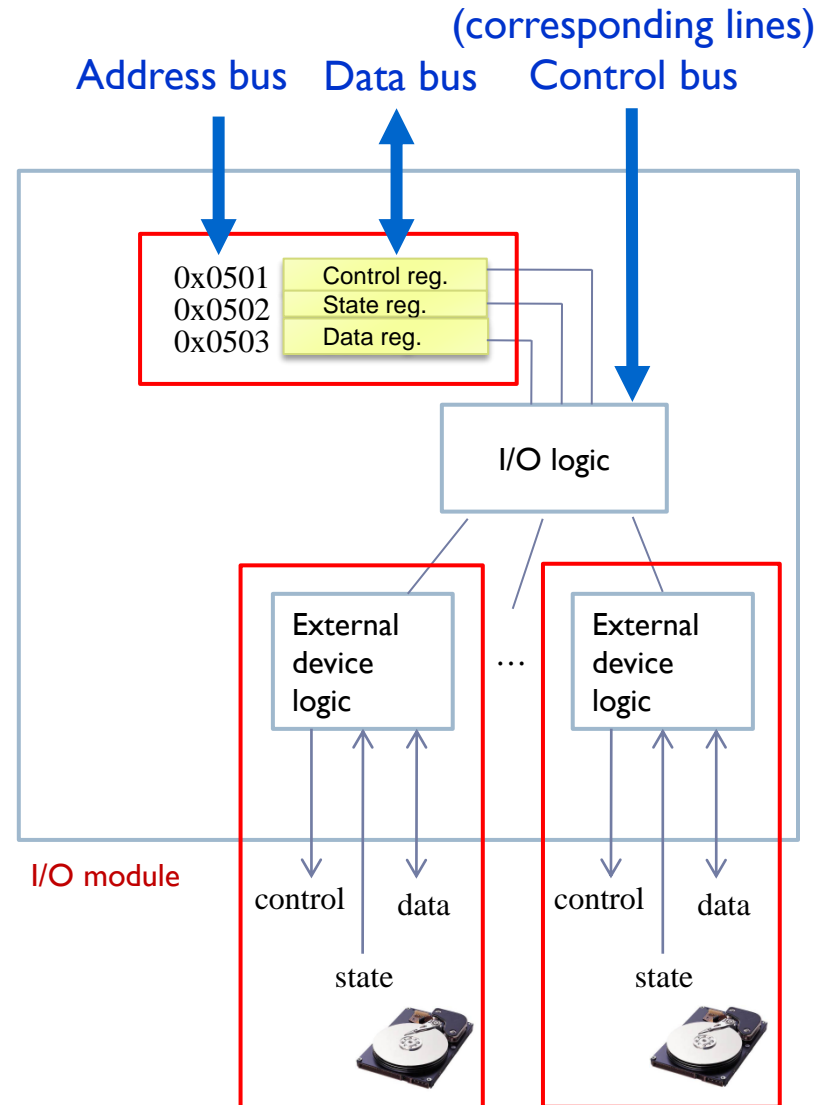 (corresponding lines)
Address bus Data bus Control bus
0x0501 Control reg.
0x0502 State reg.
0x0503 Data reg.
I/O logic
External External
device ... device
logic logic
I/O module
control data control data
state state